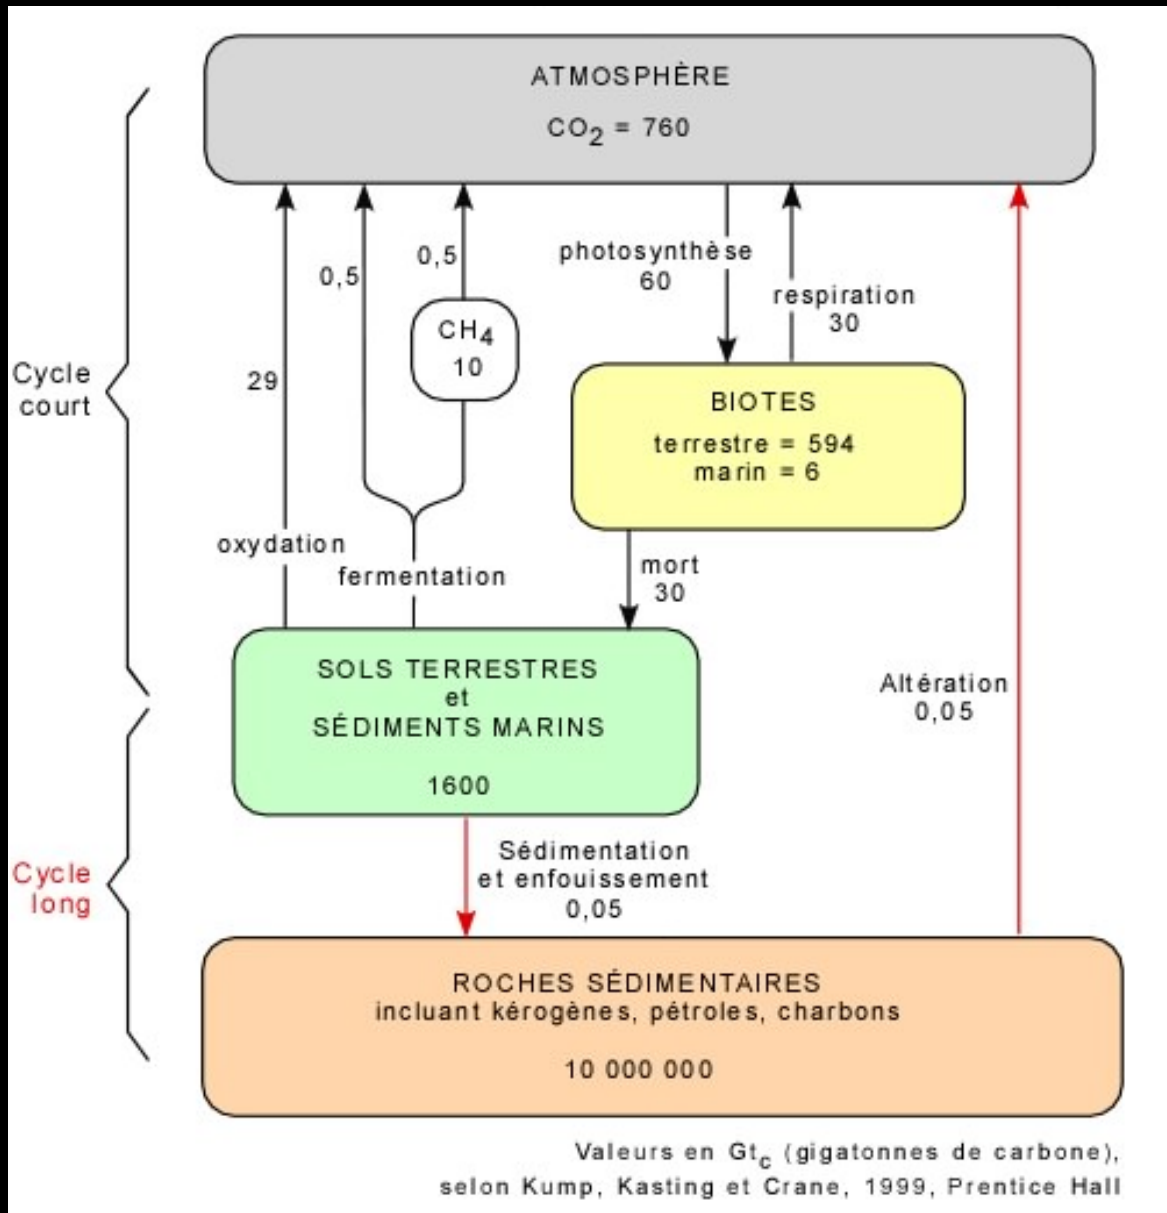 ATMOSPHÈRE
CO2 = 760
0,5
0,5
photosynthèse
60
respiration
30
CH4
10
Cycle
court
29
BIOTES
terrestre = 594
marin = 6
oxydation
fermentation
mort
30
SOLS TERRESTRES
et
SÉDIMENTS MARINS
1600
Altération
0,05
Cycle
long
Sédimentation
et enfouissement
0,05
ROCHES SÉDIMENTAIRES
incluant kérogènes, pétroles, charbons
10 000 000
Valeurs en Gtc (gigatonnes de carbone),
selon Kump, Kasting et Crane, 1999, Prentice Hall